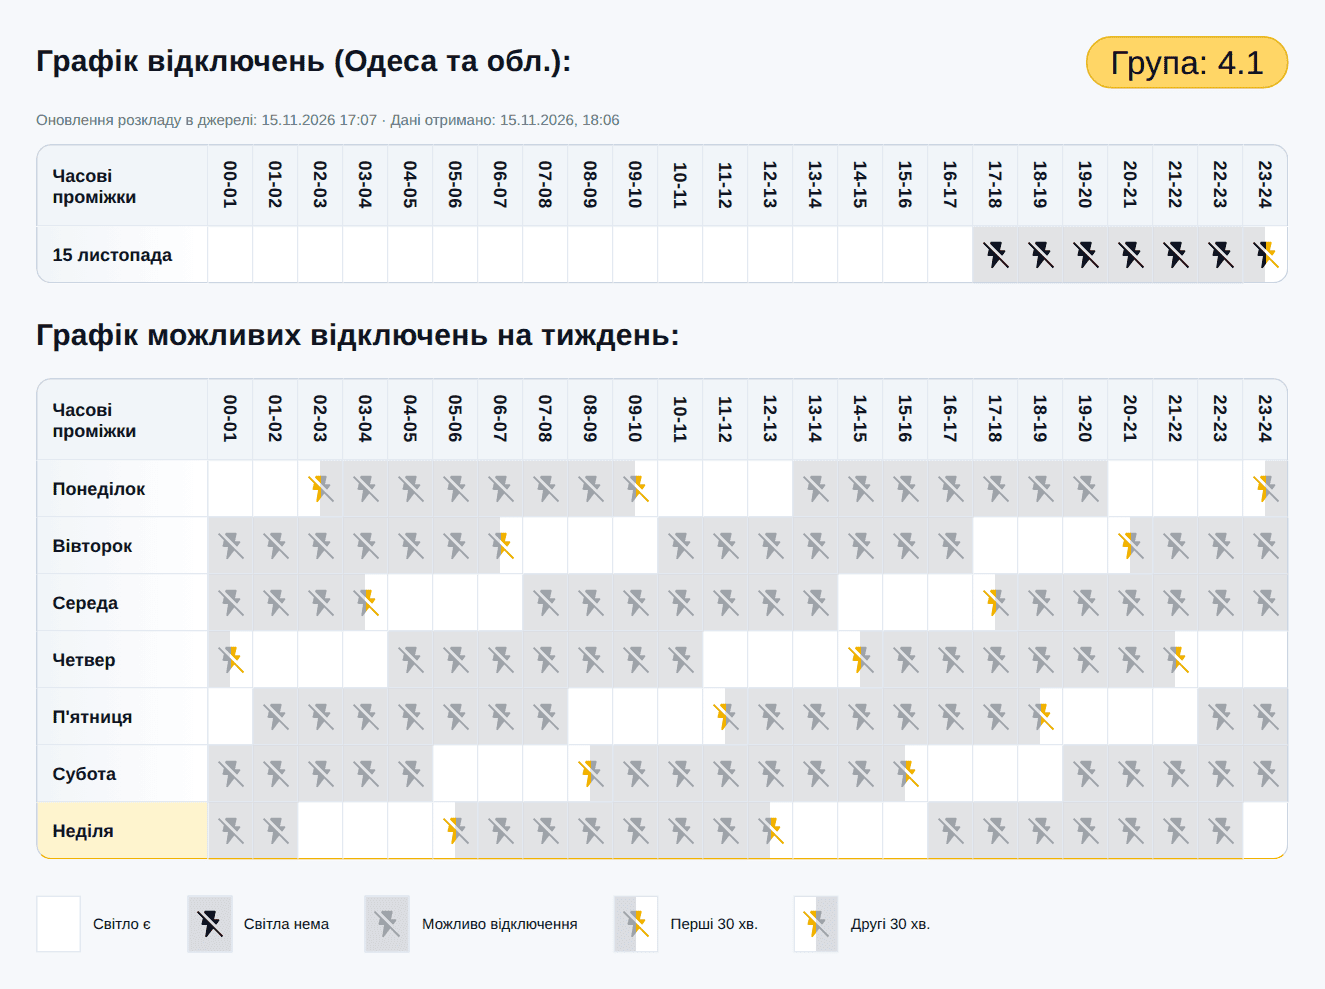 Графік відключень (Одеса та обл.):
Група: 4.1
Оновлення розкладу в джерелі: 15.11.2026 17:07 · Дані отримано: 15.11.2026, 18:06
Часові проміжки 00-01 01-02 02-03 03-04 04-05 05-06 06-07 07-08 08-09 09-10 10-11 11-12 12-13 13-14 14-15 15-16 16-17 17-18 18-19 19-20 20-21 21-22 22-23 23-24
15 листопада
Графік можливих відключень на тиждень:
Часові проміжки 00-01 01-02 02-03 03-04 04-05 05-06 06-07 07-08 08-09 09-10 10-11 11-12 12-13 13-14 14-15 15-16 16-17 17-18 18-19 19-20 20-21 21-22 22-23 23-24
Понеділок
Вівторок
Середа
Четвер
П'ятниця
Субота
Неділя
Світло є Світла нема Можливо відключення Перші 30 хв. Другі 30 хв.